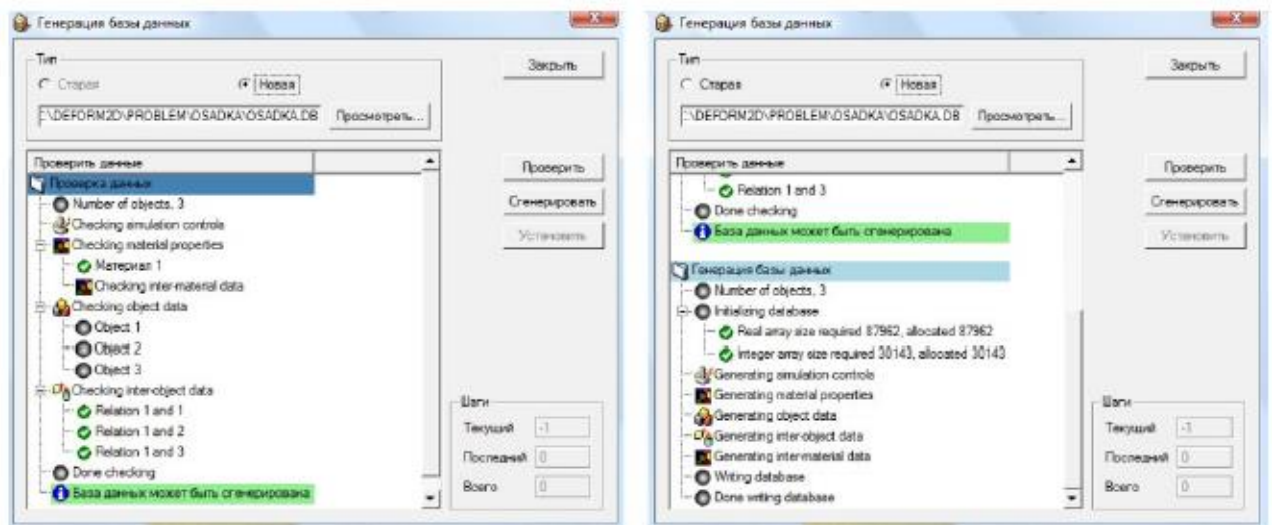 Генерация базы данных
Тип
Старая
Новая
Закрыть
:\DEFORM2D\PROBLEM\OSADKA\OSADKA.DB
Просмотреть...
Проверить данные
Проверить
Проверка данных
Number of objects, 3
Сгенерировать
Checking simulation controls
Checking material properties
Установить
Материал 1
Checking inter-material data
Checking object data
Object 1
Object 2
Object 3
Checking inter-object data
Relation 1 and 1
Relation 1 and 2
Relation 1 and 3
Done checking
База данных может быть сгенерирована
Шаги
Текущий -1
Последний 0
Всего 0
Генерация базы данных
Тип
Старая
Новая
Закрыть
:\DEFORM2D\PROBLEM\OSADKA\OSADKA.DB
Просмотреть...
Проверить данные
Проверить
Relation 1 and 3
Done checking
Сгенерировать
База данных может быть сгенерирована
Установить
Генерация базы данных
Number of objects, 3
Initializing database
Real array size required 87962, allocated 87962
Integer array size required 30143, allocated 30143
Generating simulation controls
Generating material properties
Generating object data
Generating inter-object data
Generating inter-material data
Writing database
Done writing database
Шаги
Текущий -1
Последний 0
Всего 0